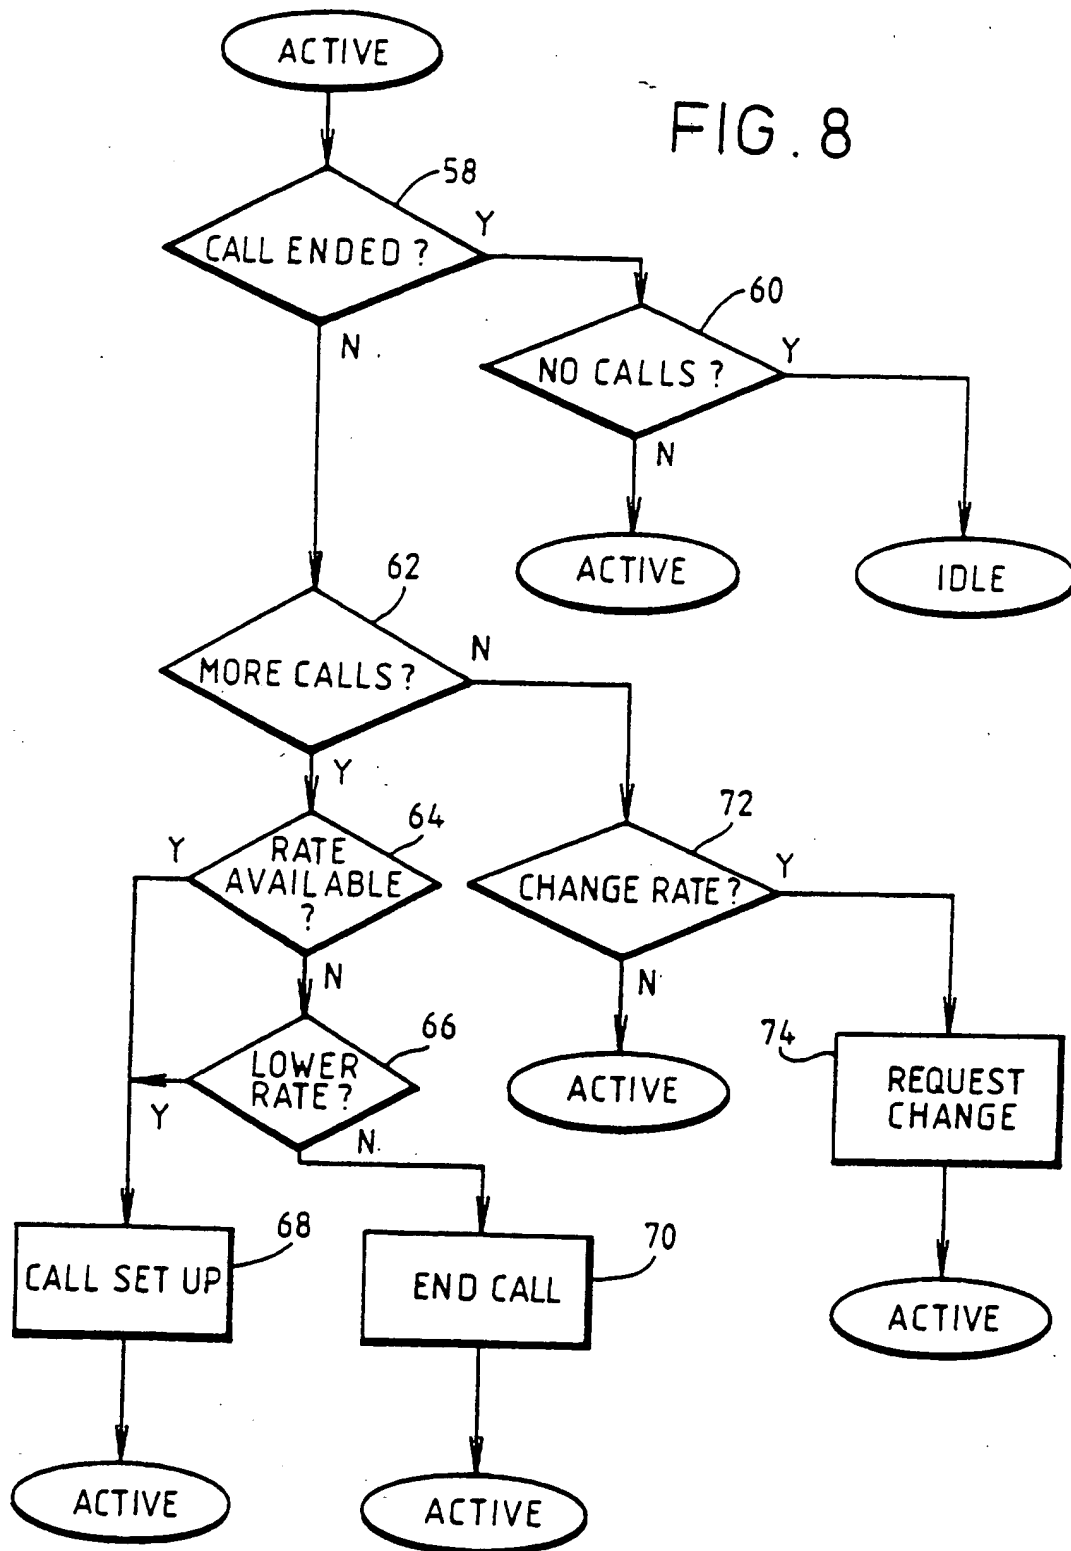 ACTIVE
FIG. 8
58
CALL ENDED ?
Y
N
60
NO CALLS ?
Y
N
ACTIVE
IDLE
62
MORE CALLS ?
N
Y
64
Y
RATE
AVAILABLE
?
N
72
CHANGE RATE ?
Y
N
66
LOWER
RATE ?
Y
N
ACTIVE
74
REQUEST
CHANGE
68
CALL SET UP
70
END CALL
ACTIVE
ACTIVE
ACTIVE